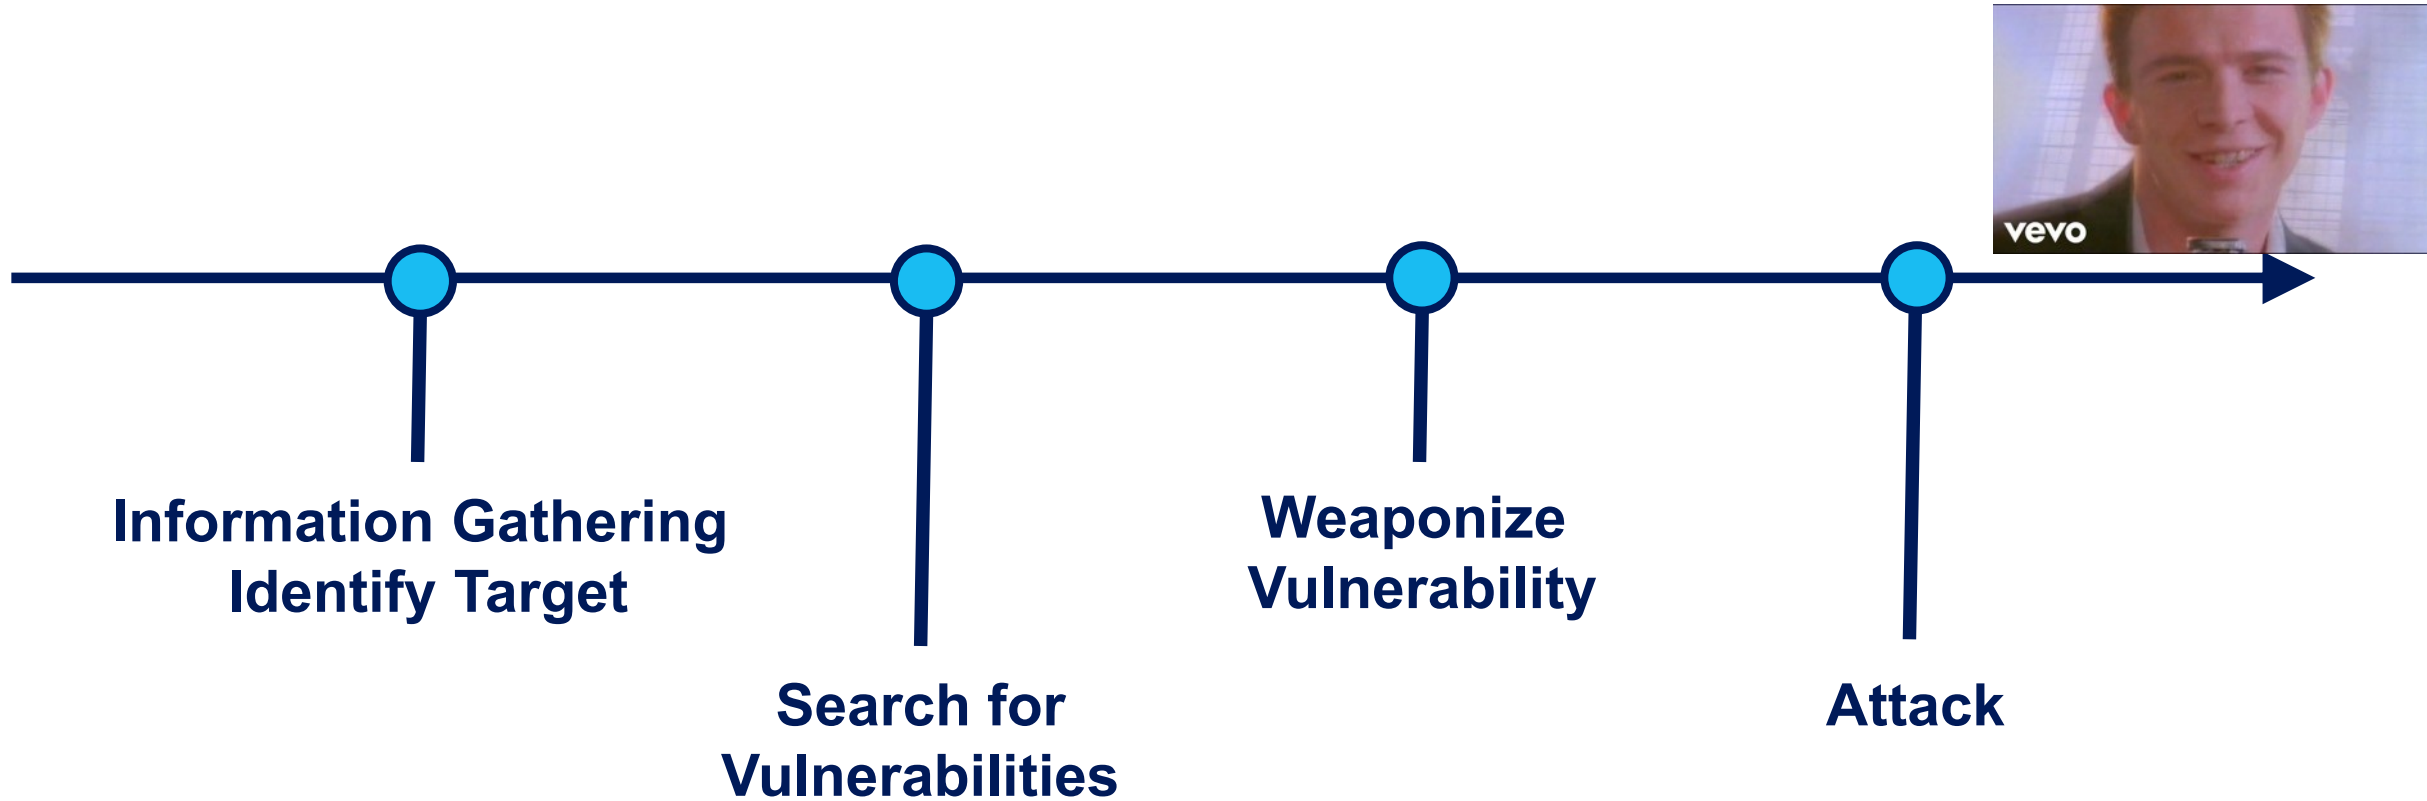 vevo
Information Gathering
Identify Target
Search for
Vulnerabilities
Weaponize
Vulnerability
Attack